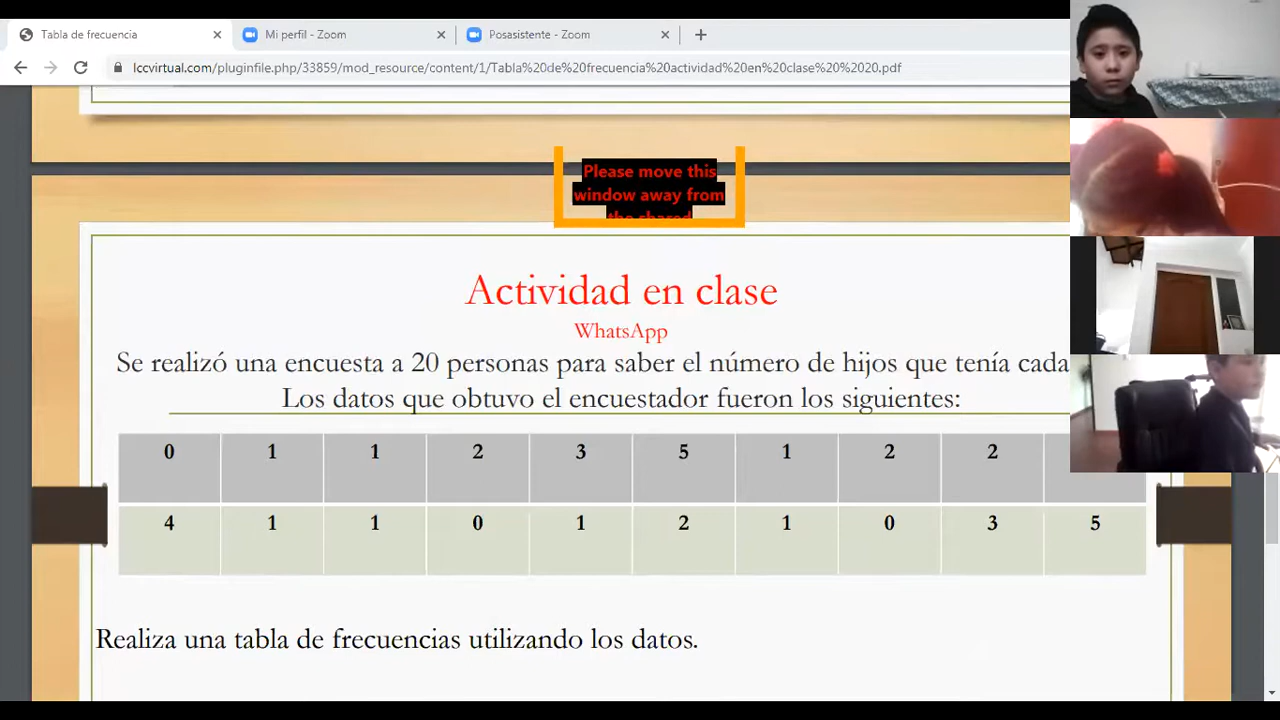 Tabla de frecuencia
Mi perfil - Zoom
Posasistente - Zoom
lccvirtual.com/pluginfile.php/33859/mod_resource/content/1/Tabla%20de%20frecuencia%20actividad%20en%20clase%20%2020.pdf
Please move this
window away from
the shared
Actividad en clase
WhatsApp
Se realizó una encuesta a 20 personas para saber el número de hijos que tenía cada
Los datos que obtuvo el encuestador fueron los siguientes:
0 1 1 2 3 5 1 2 2
4 1 1 0 1 2 1 0 3 5
Realiza una tabla de frecuencias utilizando los datos.